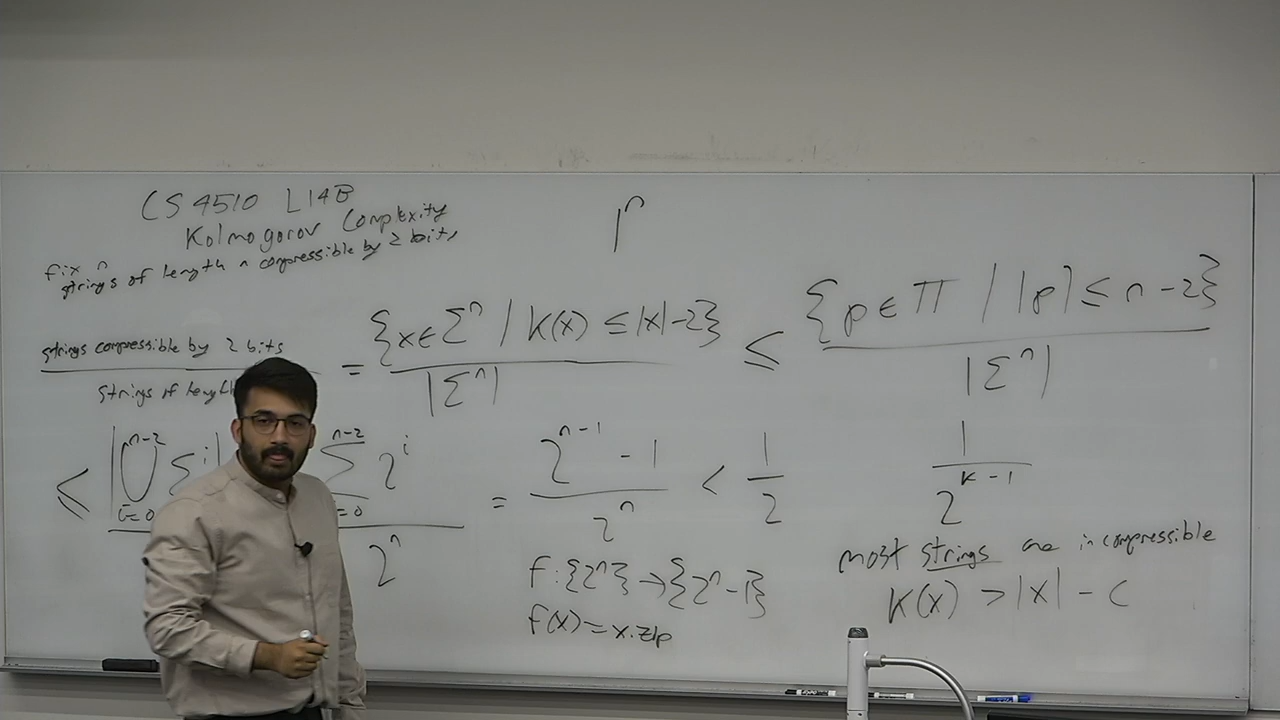 CS 4510 L14B
Kolmogorov Complexity
fix n
strings of length n compressible by 2 bits
1^n
strings compressible by 2 bits / strings of = {x ∈ Σ^n | K(x) ≤ |x| - 2} / |Σ^n| ≤ {p ∈ Π | |p| ≤ n - 2} / |Σ^n|
≤ |⋃_{i=0}^{n-2} Σ^i| Σ^{n-2}_{=0} 2^i / 2^n = 2^{n-1} - 1 / 2^n < 1/2
1 / 2^{k-1}
f: {2^n} → {2^n - 1}
f(x) = x.zip
most strings are incompressible
K(x) > |x| - c